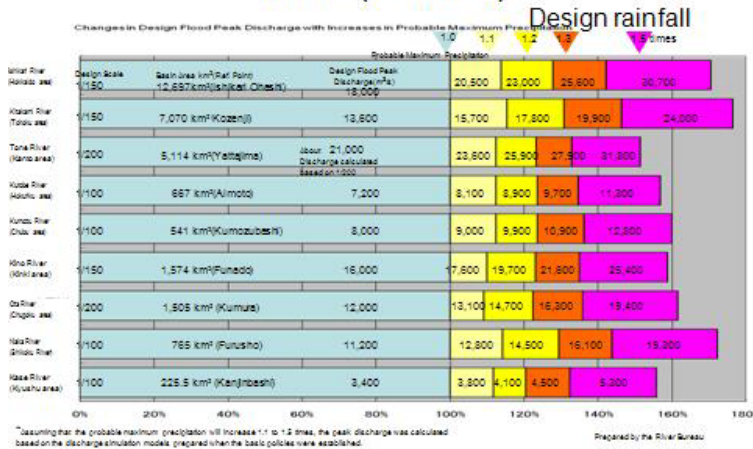 Design rainfall
Changes in Design Flood Peak Discharge with Increases in Probable Maximum Precipitation
1.0 1.1 1.2 1.3 1.5 times
Probable Maximum Precipitation
Ishikari River
(Hokkaido area)
Design Scale
1/150
Basin Area km²(Ref. Point)
12,697km²(Ishikari Ohashi)
Design Flood Peak
Discharge(m³/s)
18,000
20,500 23,000 25,600 30,700
Kitakami River
(Tohoku area)
1/150 7,070 km²(Kozenji) 13,600 15,700 17,800 19,900 24,000
Tone River
(Kanto area)
1/200 5,114 km²(Yattajima)
About 21,000
Discharge calculated
based on 1/200
23,600 25,900 27,900 31,800
Kurobe River
(Hokuriku area)
1/100 667 km²(Aimoto) 7,200 8,100 8,900 9,700 11,300
Kumozu River
(Chubu area)
1/100 541 km²(Kumozubashi) 8,000 9,000 9,900 10,900 12,800
Kino River
(Kinki area)
1/150 1,574 km²(Funado) 16,000 17,600 19,700 21,600 25,400
Ota River
(Chugoku area)
1/200 1,505 km² (Kumura) 12,000 13,100 14,700 16,300 19,400
Naka River
(Shikoku River)
1/100 765 km² (Furusho) 11,200 12,800 14,500 16,100 19,300
Kase River
(Kyushu area)
1/100 225.5 km² (Kanjinbashi) 3,400 3,800 4,100 4,500 5,300
0% 20% 40% 60% 80% 100% 120% 140% 160% 180
*Assuming that the probable maximum precipitation will increase 1.1 to 1.5 times, the peak discharge was calculated
based on the discharge simulation models prepared when the basic policies were established.
Prepared by the River Bureau